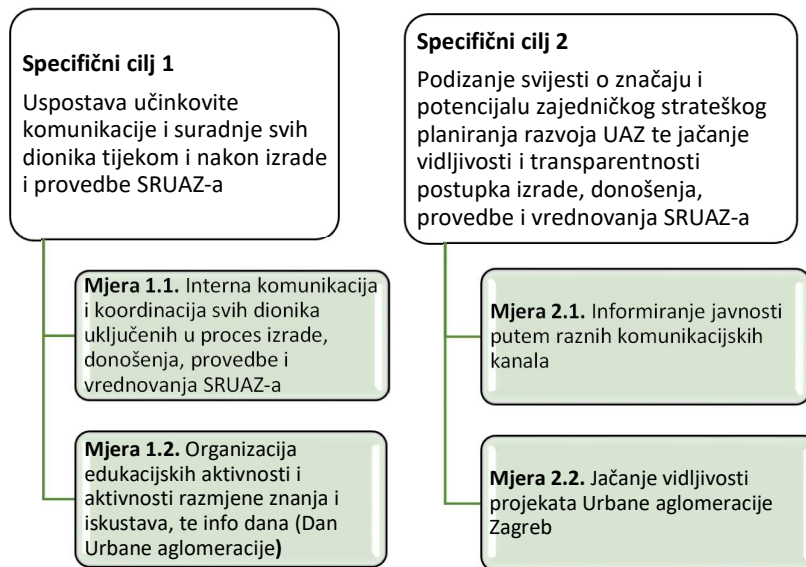 Specifični cilj 1
Uspostava učinkovite
komunikacije i suradnje svih
dionika tijekom i nakon izrade
i provedbe SRUAZ-a
Mjera 1.1. Interna komunikacija
i koordinacija svih dionika
uključenih u proces izrade,
donošenja, provedbe i
vrednovanja SRUAZ-a
Mjera 1.2. Organizacija
edukacijskih aktivnosti i
aktivnosti razmjene znanja i
iskustava, te info dana (Dan
Urbane aglomeracije)
Specifični cilj 2
Podizanje svijesti o značaju i
potencijalu zajedničkog strateškog
planiranja razvoja UAZ te jačanje
vidljivosti i transparentnosti
postupka izrade, donošenja,
provedbe i vrednovanja SRUAZ-a
Mjera 2.1. Informiranje javnosti
putem raznih komunikacijskih
kanala
Mjera 2.2. Jačanje vidljivosti
projekata Urbane aglomeracije
Zagreb